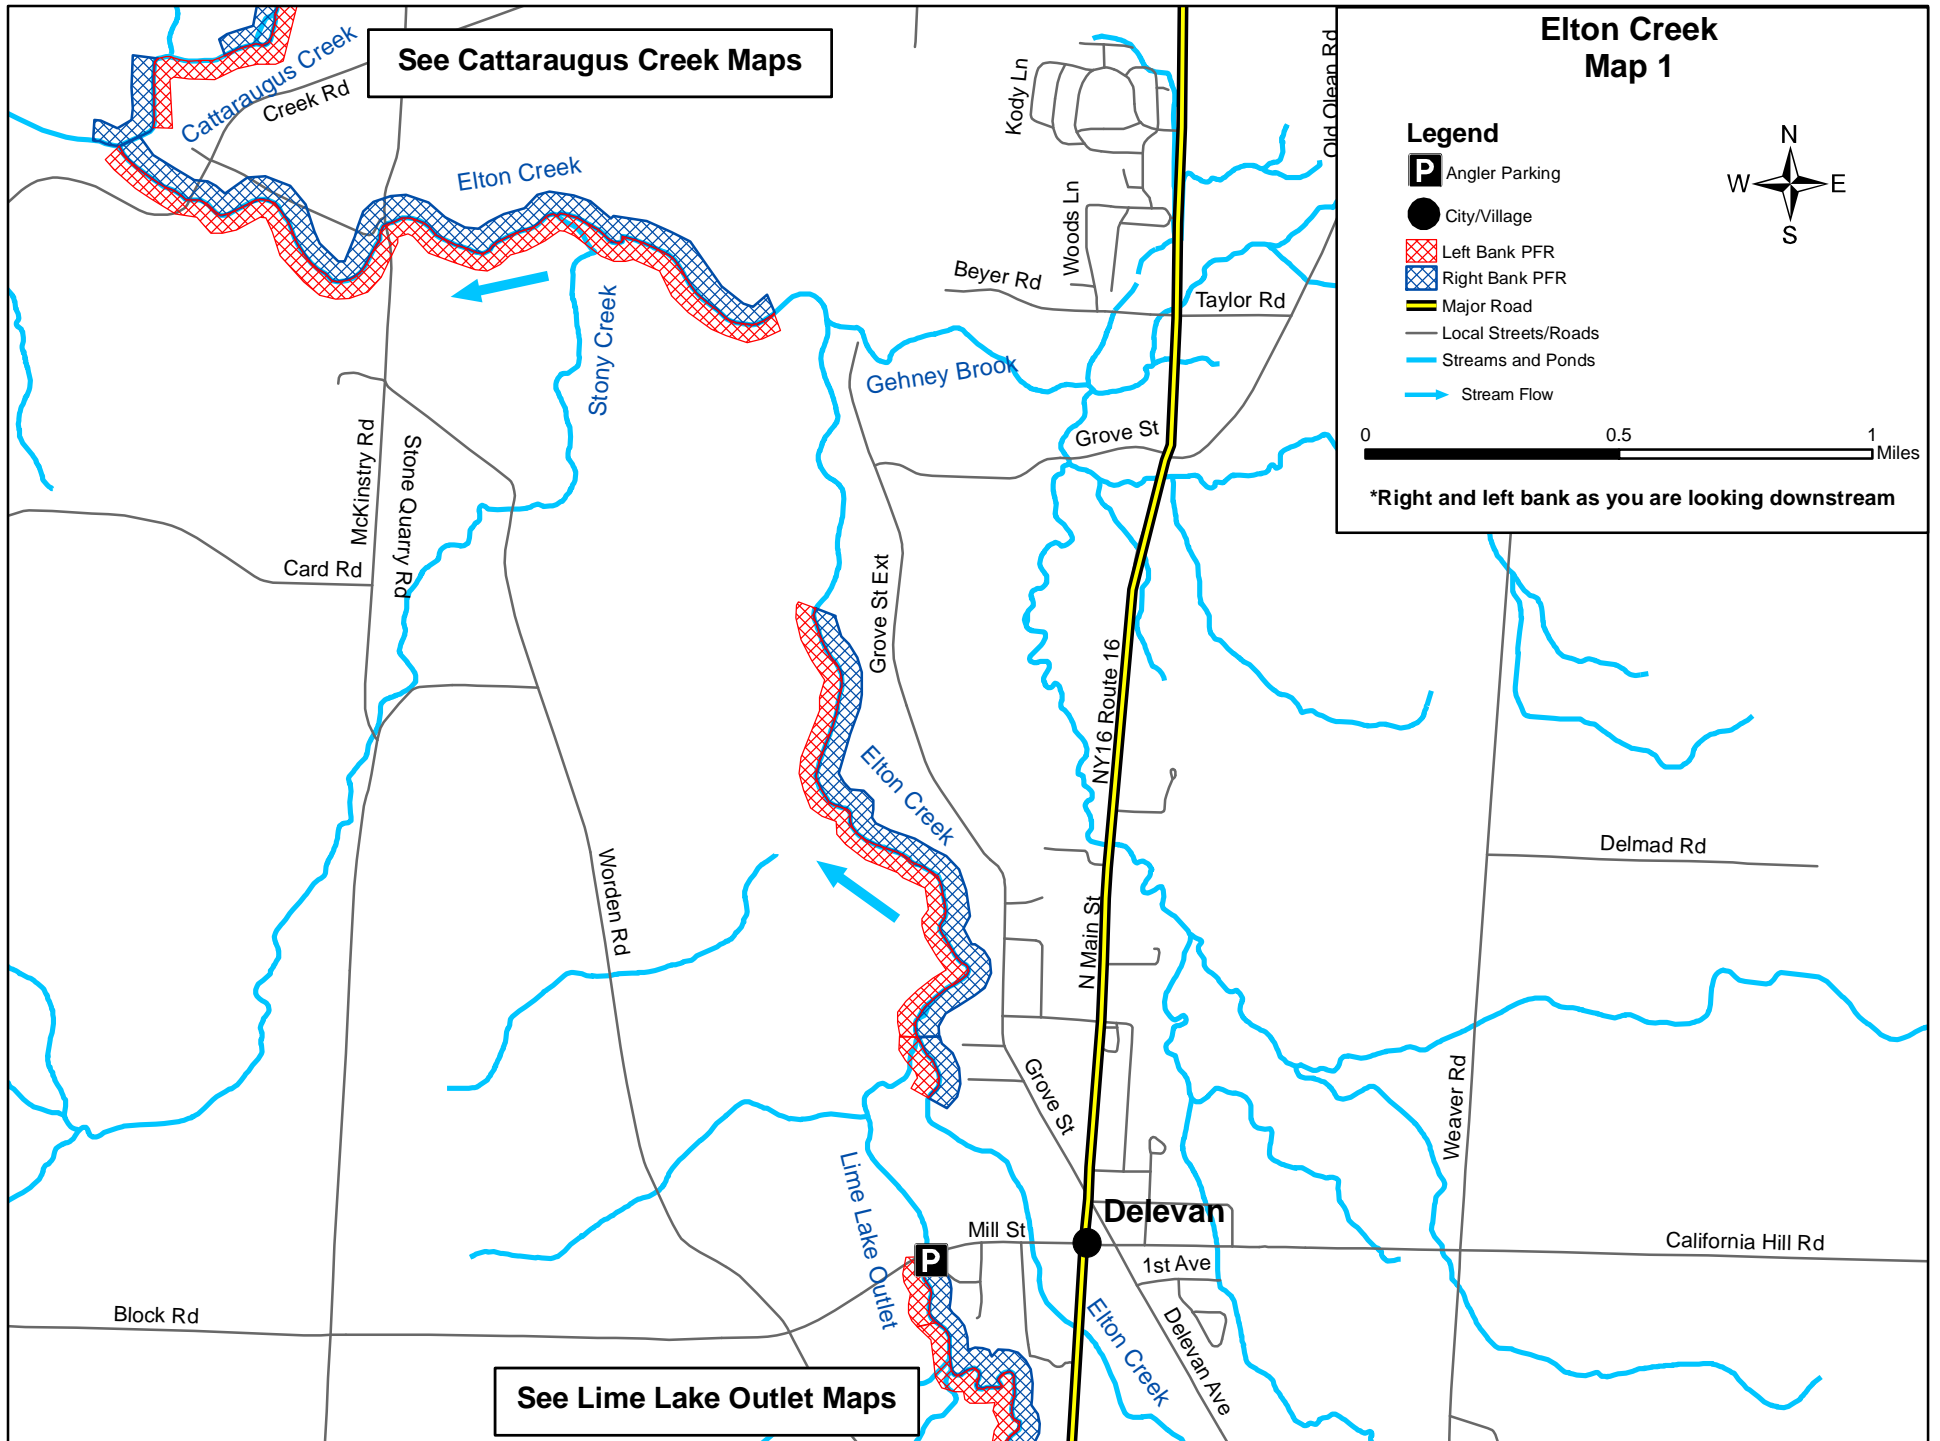 Elton Creek
Map 1
Legend
P Angler Parking
City/Village
Left Bank PFR
Right Bank PFR
Major Road
Local Streets/Roads
Streams and Ponds
Stream Flow
N
W E
S
0 0.5 1
Miles
*Right and left bank as you are looking downstream
See Cattaraugus Creek Maps
Cattaraugus Creek
Creek Rd
Elton Creek
Kody Ln
Old Olean Rd
Woods Ln
Beyer Rd
Taylor Rd
Stony Creek
Gehney Brook
Grove St
McKinstry Rd
Stone Quarry Rd
Card Rd
Grove St Ext
NY16 Route 16
Elton Creek
Delmad Rd
Worden Rd
N Main St
Grove St
Weaver Rd
Lime Lake Outlet
Delevan
Mill St
P
California Hill Rd
1st Ave
Block Rd
Elton Creek
Delevan Ave
See Lime Lake Outlet Maps